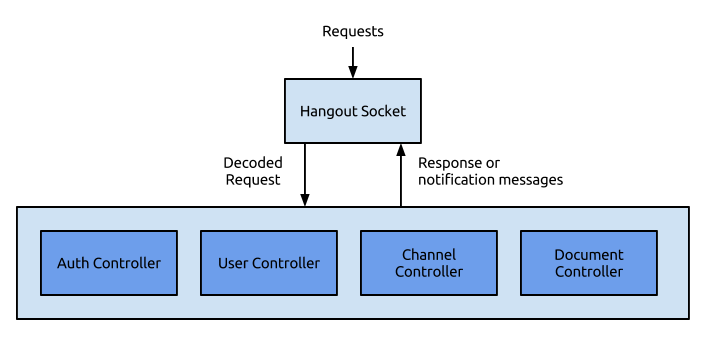 Requests
Hangout Socket
Decoded
Request
Response or
notification messages
Auth Controller
User Controller
Channel
Controller
Document
Controller